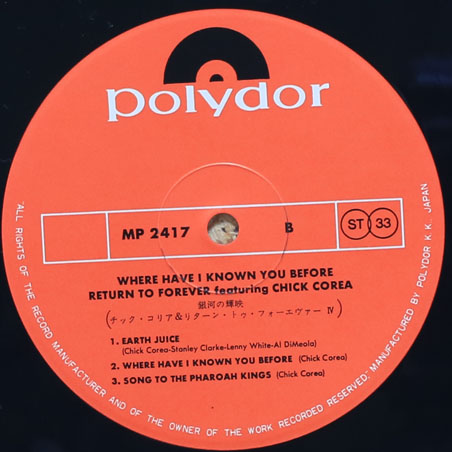 polydor
MP 2417 B ST 33
WHERE HAVE I KNOWN YOU BEFORE
RETURN TO FOREVER featuring CHICK COREA
銀河の輝映
(チック・コリア&リターン・トゥ・フォーエヴァー Ⅳ)
1. EARTH JUICE
(Chick Corea-Stanley Clarke-Lenny White-Al DiMeola)
2. WHERE HAVE I KNOWN YOU BEFORE (Chick Corea)
3. SONG TO THE PHAROAH KINGS (Chick Corea)
"ALL RIGHTS OF THE RECORD MANUFACTURER AND OF THE OWNER OF THE WORK RECORDED RESERVED." MANUFACTURED BY POLYDOR K.K. JAPAN